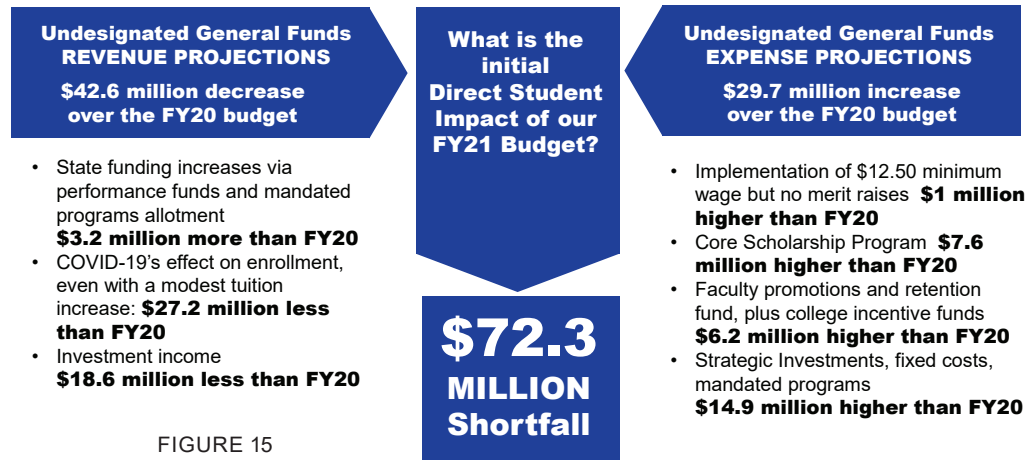 Undesignated General Funds
REVENUE PROJECTIONS
$42.6 million decrease
over the FY20 budget
• State funding increases via
performance funds and mandated
programs allotment
$3.2 million more than FY20
• COVID-19's effect on enrollment,
even with a modest tuition
increase: $27.2 million less
than FY20
• Investment income
$18.6 million less than FY20
FIGURE 15
What is the
initial
Direct Student
Impact of our
FY21 Budget?
$72.3
MILLION
Shortfall
Undesignated General Funds
EXPENSE PROJECTIONS
$29.7 million increase
over the FY20 budget
• Implementation of $12.50 minimum
wage but no merit raises $1 million
higher than FY20
• Core Scholarship Program $7.6
million higher than FY20
• Faculty promotions and retention
fund, plus college incentive funds
$6.2 million higher than FY20
• Strategic Investments, fixed costs,
mandated programs
$14.9 million higher than FY20